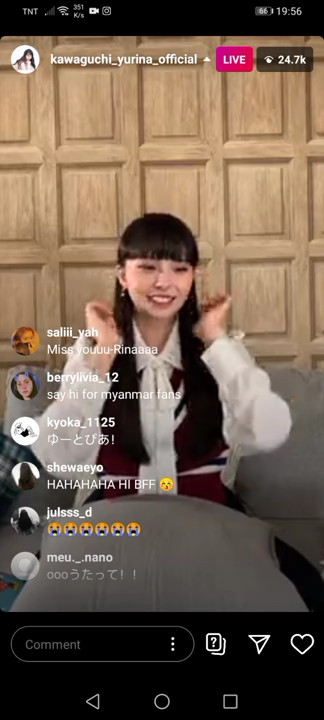 TNT 351 K/s 66 19:56
kawaguchi_yurina_official LIVE 24.7k
saliii_yah
Miss youuu Rinaaaa
berrylivia_12
say hi for myanmar fans
kyoka_1125
ゆーとぴあ!
shewaeyo
HAHAHAHA HI BFF 😚
julsss_d
😭😭😭😭😭😭
meu._.nano
oooうたって！！
Comment